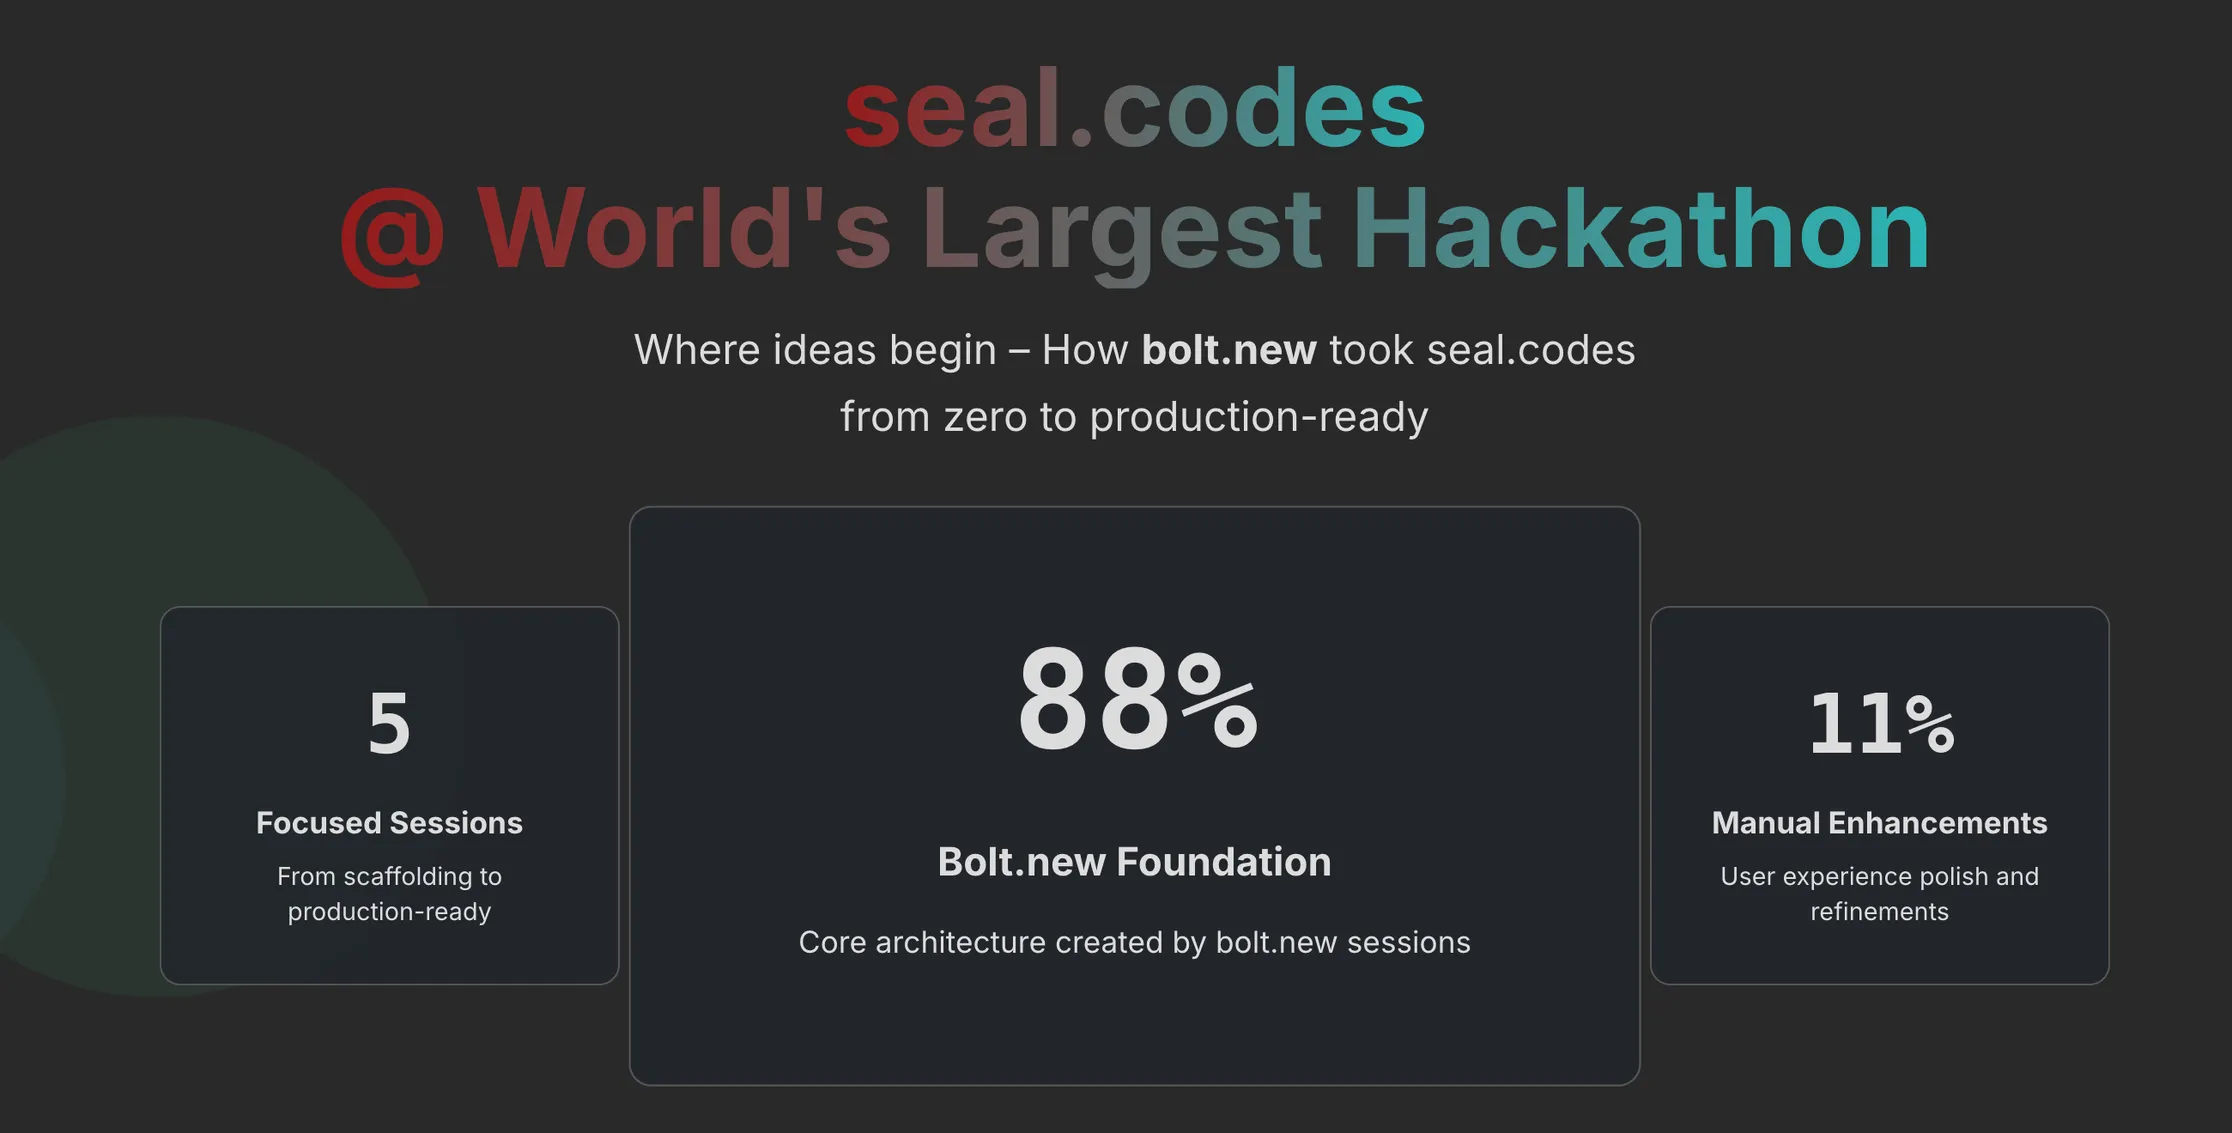 seal.codes
@ World's Largest Hackathon
Where ideas begin – How bolt.new took seal.codes
from zero to production-ready
5
Focused Sessions
From scaffolding to
production-ready
88%
Bolt.new Foundation
Core architecture created by bolt.new sessions
11%
Manual Enhancements
User experience polish and
refinements